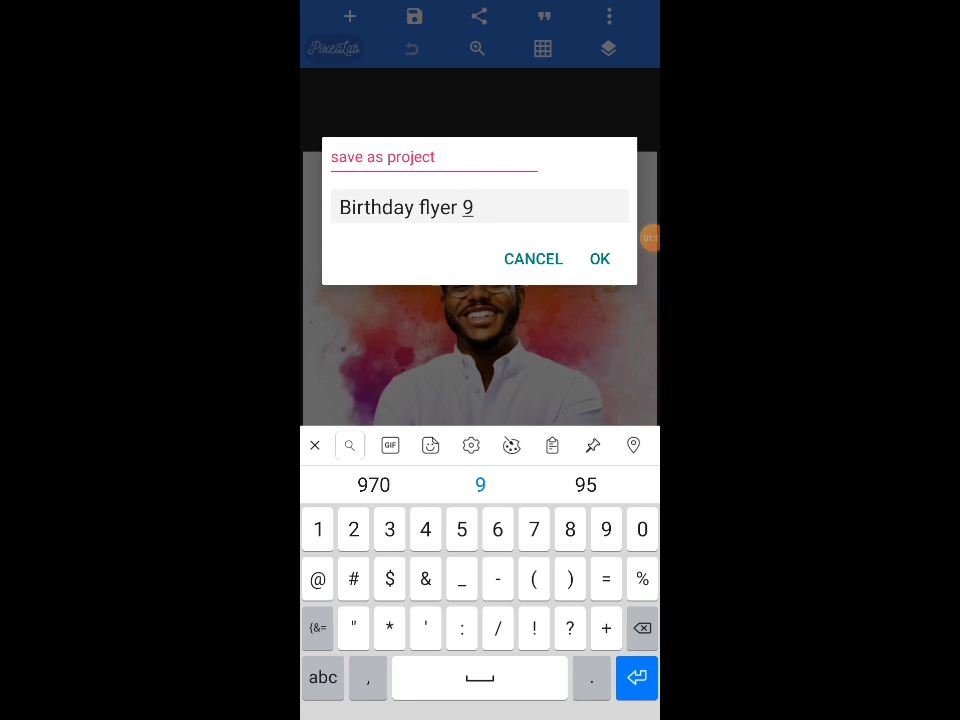 PixelLab
save as project
Birthday flyer 9
CANCEL OK
GIF
970 9 95
1 2 3 4 5 6 7 8 9 0
@ # $ & _ - ( ) = %
{&= " * ' : / ! ? +
abc , .